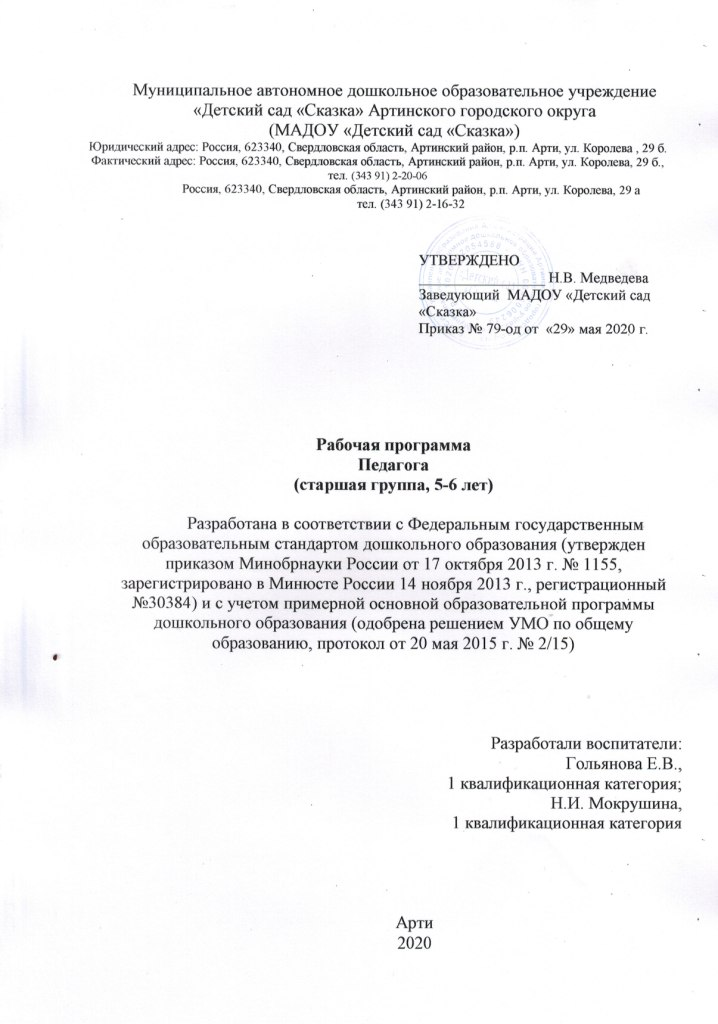 Муниципальное автономное дошкольное образовательное учреждение
«Детский сад «Сказка» Артинского городского округа
(МАДОУ «Детский сад «Сказка»)
Юридический адрес: Россия, 623340, Свердловская область, Артинский район, р.п. Арти, ул. Королева , 29 б.
Фактический адрес: Россия, 623340, Свердловская область, Артинский район, р.п. Арти, ул. Королева, 29 б.,
тел. (343 91) 2-20-06
Россия, 623340, Свердловская область, Артинский район, р.п. Арти, ул. Королева, 29 а
тел. (343 91) 2-16-32
УТВЕРЖДЕНО
Н.В. Медведева
Заведующий МАДОУ «Детский сад
«Сказка»
Приказ № 79-од от «29» мая 2020 г.
Рабочая программа
Педагога
(старшая группа, 5-6 лет)
Разработана в соответствии с Федеральным государственным
образовательным стандартом дошкольного образования (утвержден
приказом Минобрнауки России от 17 октября 2013 г. № 1155,
зарегистрировано в Минюсте России 14 ноября 2013 г., регистрационный
№30384) и с учетом примерной основной образовательной программы
дошкольного образования (одобрена решением УМО по общему
образованию, протокол от 20 мая 2015 г. № 2/15)
Разработали воспитатели:
Гольянова Е.В.,
1 квалификационная категория;
Н.И. Мокрушина,
1 квалификационная категория
Арти
2020